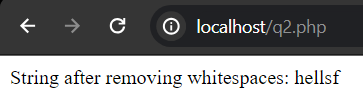 localhost/q2.php
String after removing whitespaces: hellsf